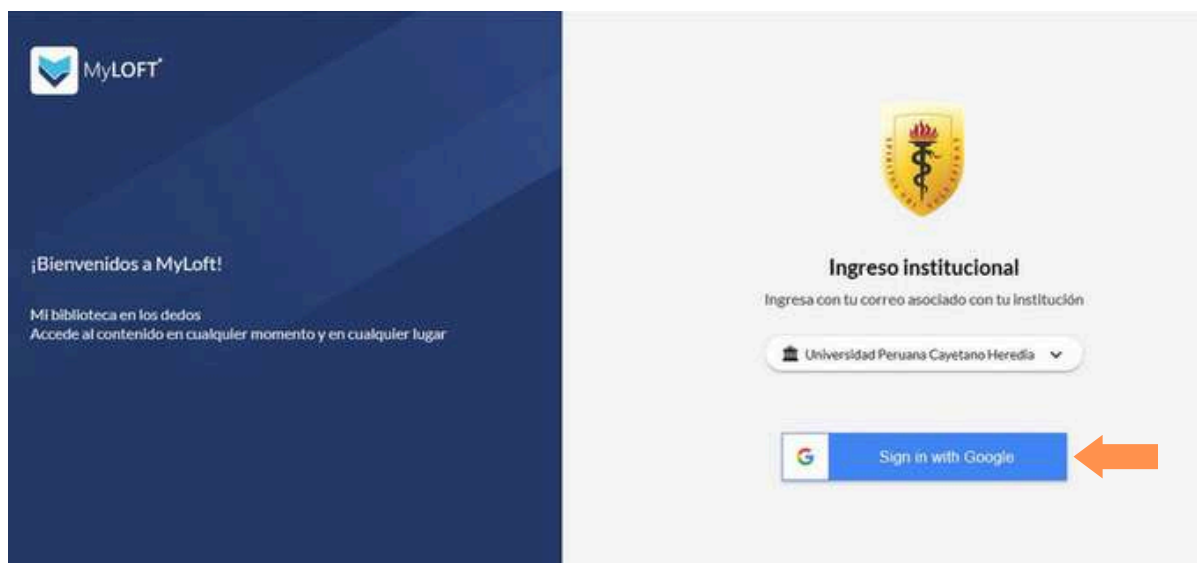 MyLOFT
¡Bienvenidos a MyLoft!
Mi biblioteca en los dedos
Accede al contenido en cualquier momento y en cualquier lugar
Ingreso institucional
Ingresa con tu correo asociado con tu institución
Universidad Peruana Cayetano Heredia
Sign in with Google